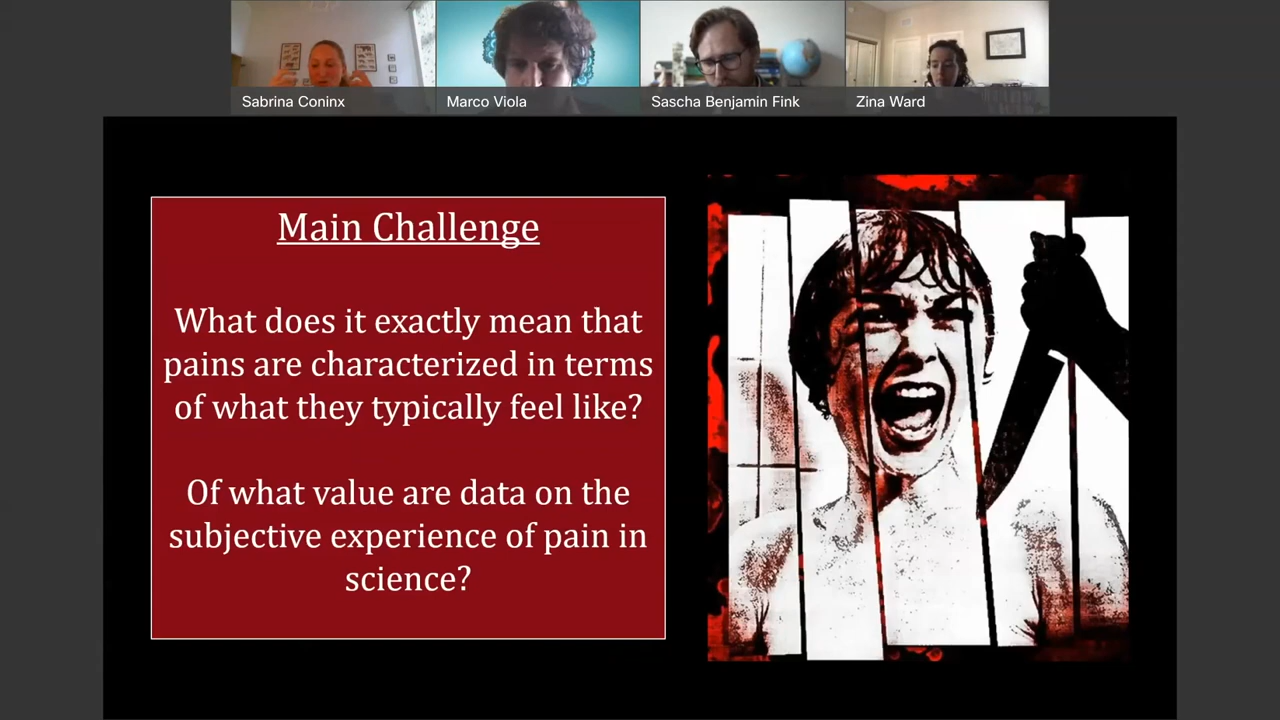 Sabrina Coninx
Marco Viola
Sascha Benjamin Fink
Zina Ward
Main Challenge
What does it exactly mean that
pains are characterized in terms
of what they typically feel like?
Of what value are data on the
subjective experience of pain in
science?